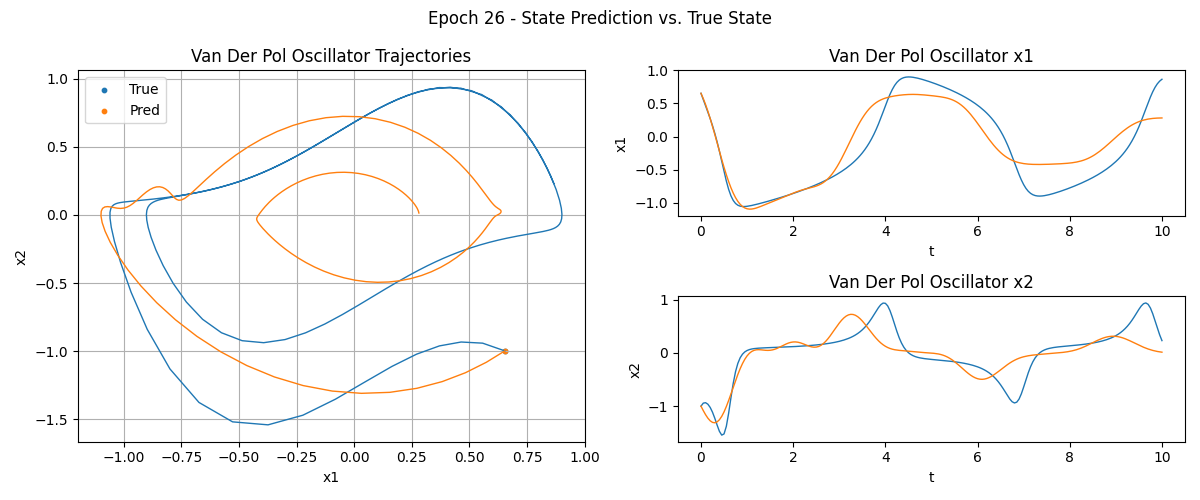 Epoch 26 - State Prediction vs. True State
Van Der Pol Oscillator Trajectories
True
Pred
1.0
0.5
0.0
−0.5
−1.0
−1.5
x2
−1.00 −0.75 −0.50 −0.25 0.00 0.25 0.50 0.75 1.00
x1
Van Der Pol Oscillator x1
1.0
0.5
0.0
−0.5
−1.0
x1
0 2 4 6 8 10
t
Van Der Pol Oscillator x2
1
0
−1
x2
0 2 4 6 8 10
t